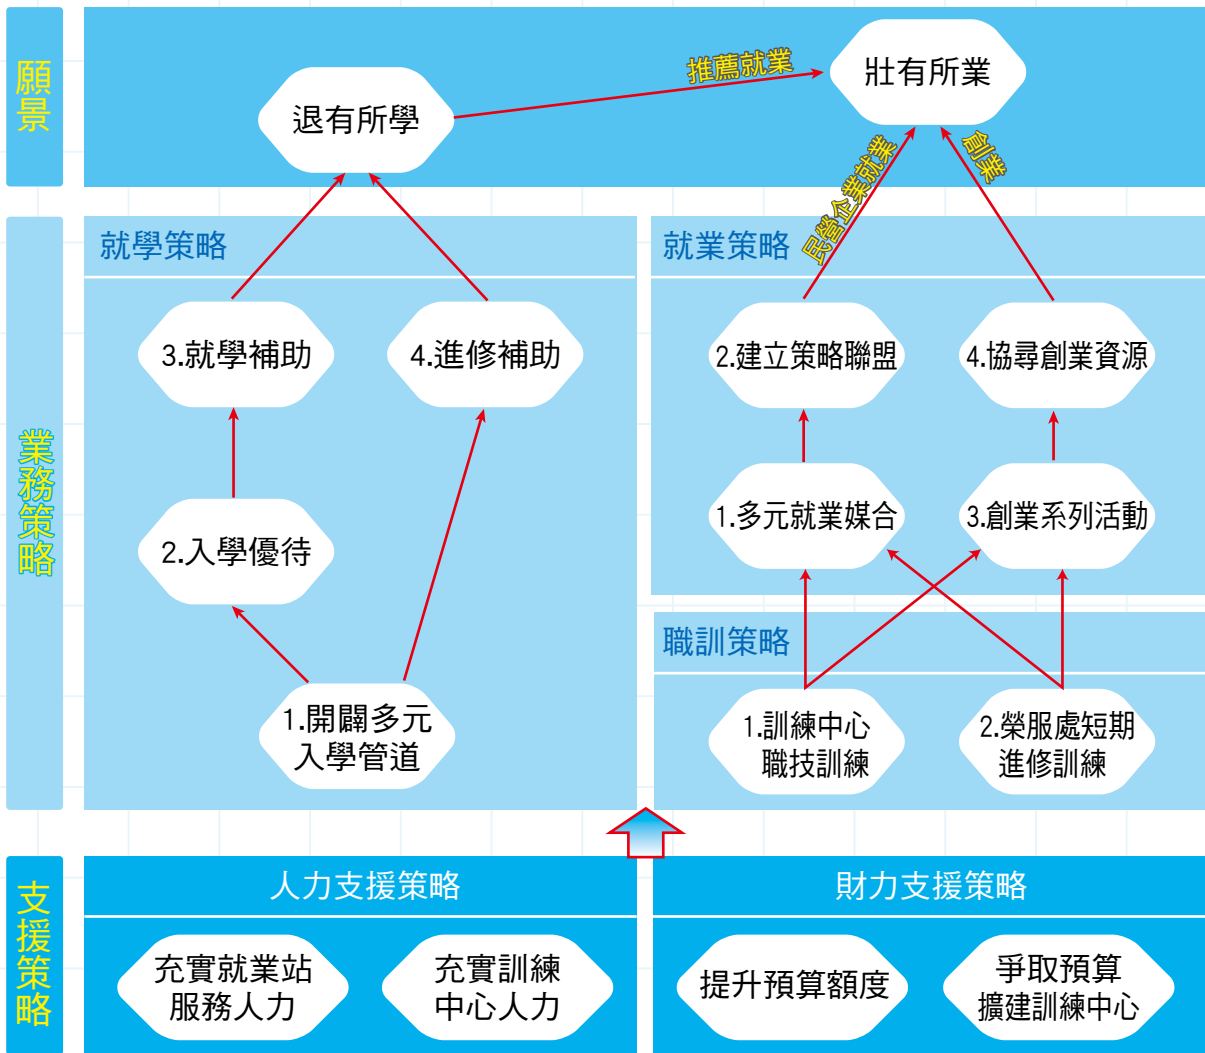 願景
退有所學
推薦就業
壯有所業
民營企業就業
創業
業務策略
就學策略
3.就學補助
4.進修補助
2.入學優待
1.開闢多元
入學管道
就業策略
2.建立策略聯盟
4.協尋創業資源
1.多元就業媒合
3.創業系列活動
職訓策略
1.訓練中心
職技訓練
2.榮服處短期
進修訓練
支援策略
人力支援策略
充實就業站
服務人力
充實訓練
中心人力
財力支援策略
提升預算額度
爭取預算
擴建訓練中心